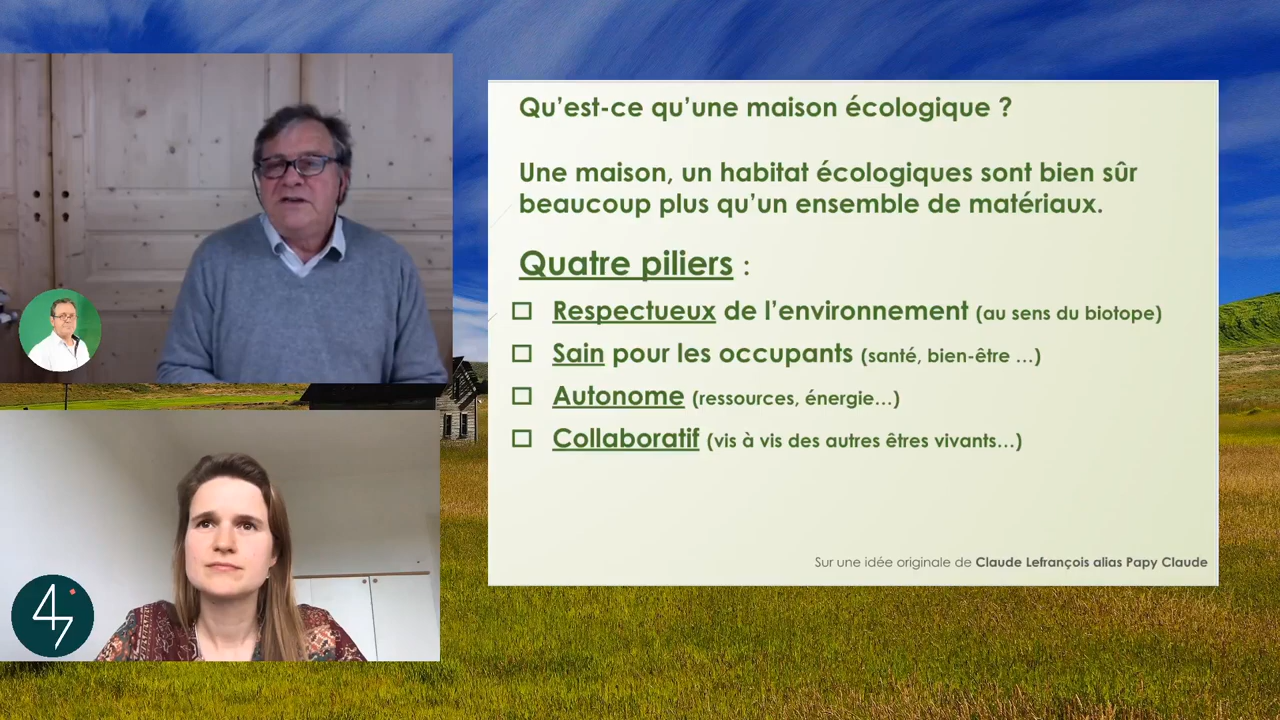 Qu'est-ce qu'une maison écologique ?
Une maison, un habitat écologiques sont bien sûr
beaucoup plus qu'un ensemble de matériaux.
Quatre piliers :
Respectueux de l'environnement (au sens du biotope)
Sain pour les occupants (santé, bien-être …)
Autonome (ressources, énergie…)
Collaboratif (vis à vis des autres êtres vivants…)
Sur une idée originale de Claude Lefrançois alias Papy Claude
47